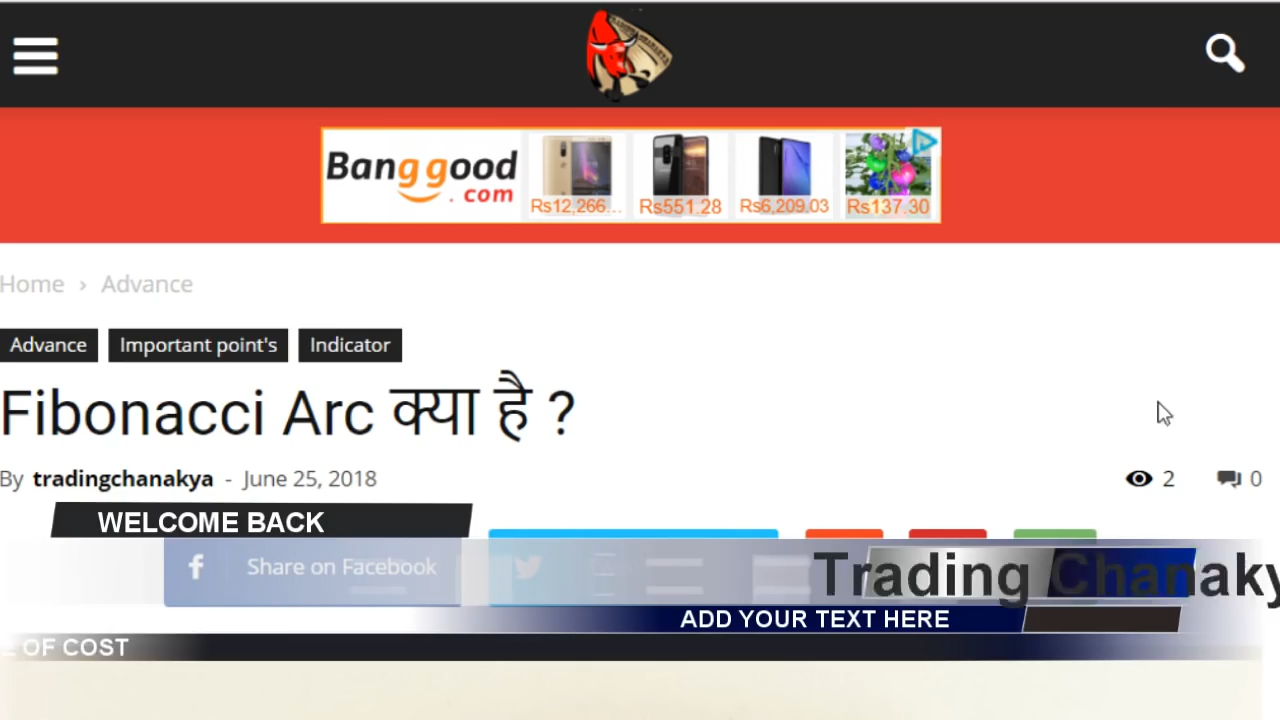 Banggood
.com
Rs12,266... Rs551.28 Rs6,209.03 Rs137.30
Home › Advance
Advance Important point's Indicator
Fibonacci Arc क्या है ?
By tradingchanakya - June 25, 2018 2 0
WELCOME BACK
Share on Facebook
Trading Chanaky
ADD YOUR TEXT HERE
OF COST